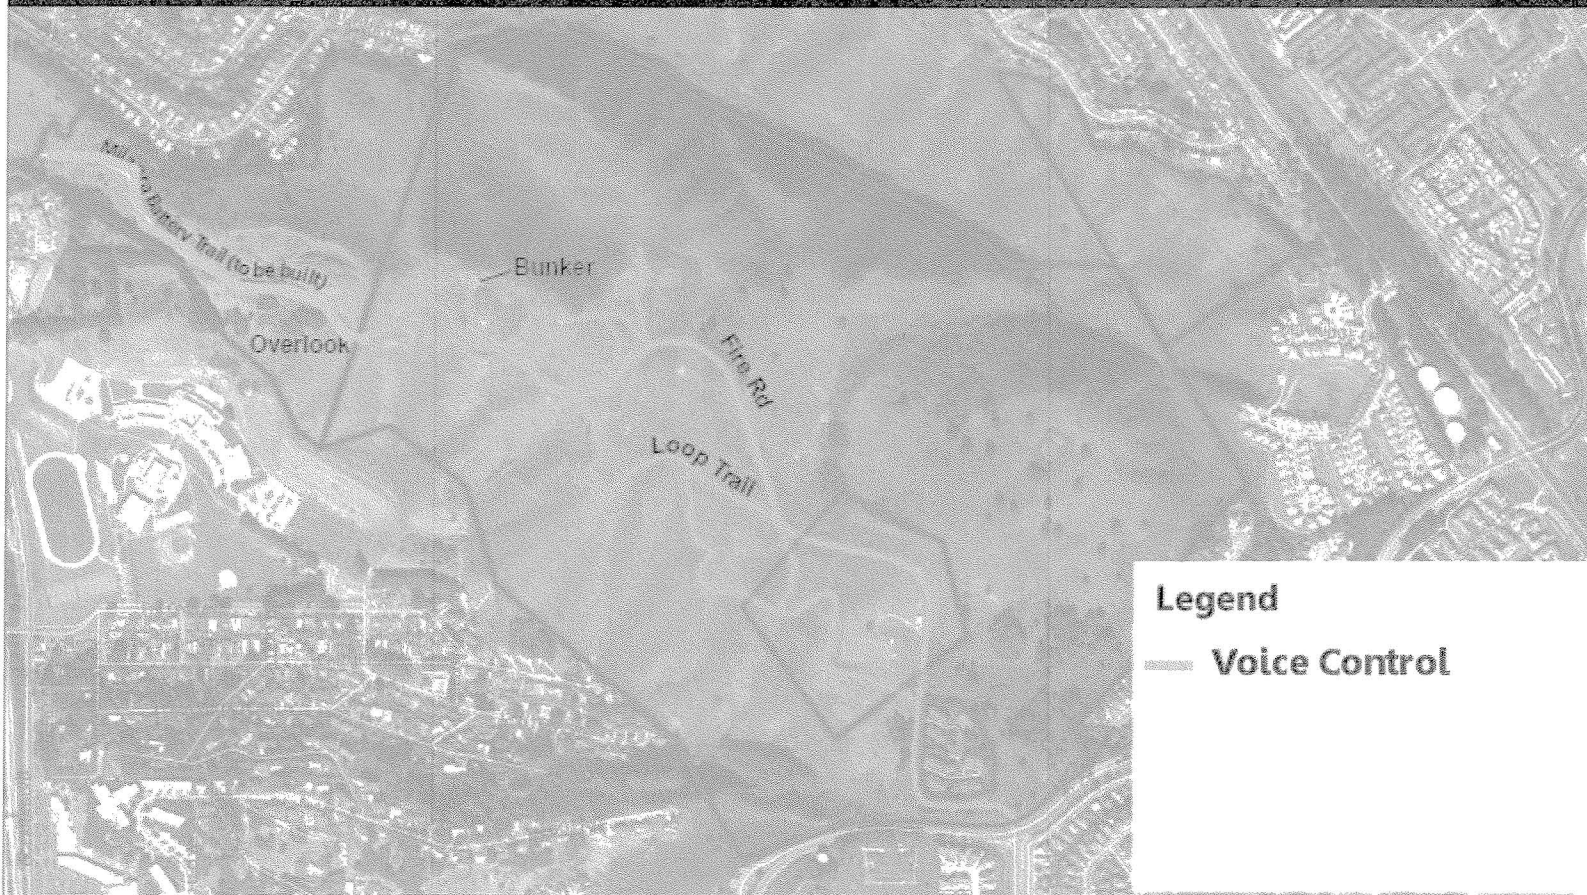 Battery Trail (to be built)
Bunker
Overlook
Fire Rd
Loop Trail
Legend
Voice Control